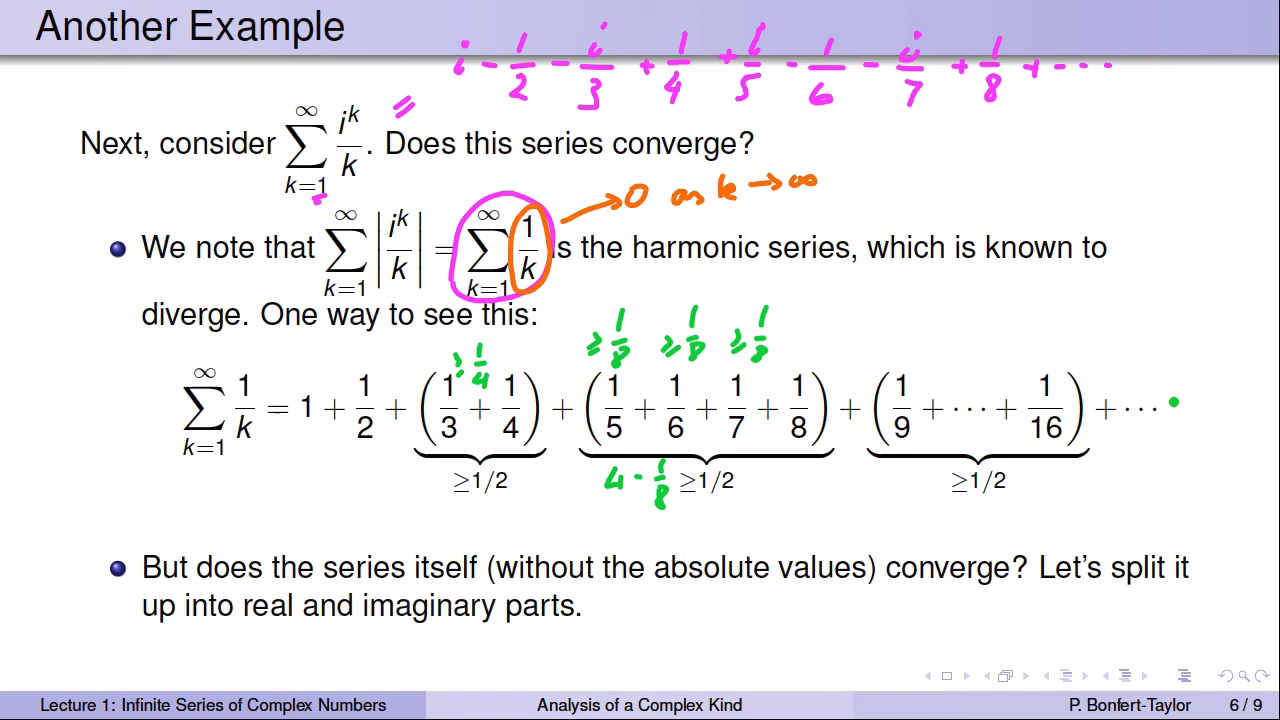 Another Example
i - 1/2 - i/3 + 1/4 + i/5 - 1/6 - i/7 + 1/8 + ...
=
Next, consider ∑_{k=1}^{∞} i^k/k. Does this series converge?
→ 0 as k → ∞
We note that ∑_{k=1}^{∞} |i^k/k| = ∑_{k=1}^{∞} 1/k is the harmonic series, which is known to
diverge. One way to see this:
≥ 1/4 ≥ 1/8 ≥ 1/8 ≥ 1/8
∑_{k=1}^{∞} 1/k = 1 + 1/2 + (1/3 + 1/4) + (1/5 + 1/6 + 1/7 + 1/8) + (1/9 + ⋯ + 1/16) + ⋯
≥1/2 4 · 1/8 ≥1/2 ≥1/2
But does the series itself (without the absolute values) converge? Let's split it
up into real and imaginary parts.
Lecture 1: Infinite Series of Complex Numbers Analysis of a Complex Kind P. Bonfert-Taylor 6 / 9